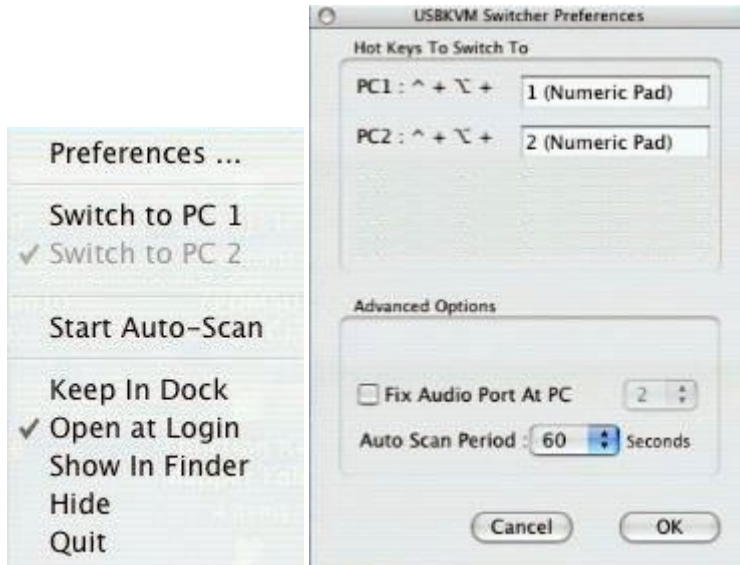 Preferences ...
Switch to PC 1
✓ Switch to PC 2
Start Auto-Scan
Keep In Dock
✓ Open at Login
Show In Finder
Hide
Quit
USBKVM Switcher Preferences
Hot Keys To Switch To
PC1 : ^ + ⌥ + 1 (Numeric Pad)
PC2 : ^ + ⌥ + 2 (Numeric Pad)
Advanced Options
Fix Audio Port At PC 2
Auto Scan Period : 60 Seconds
Cancel OK